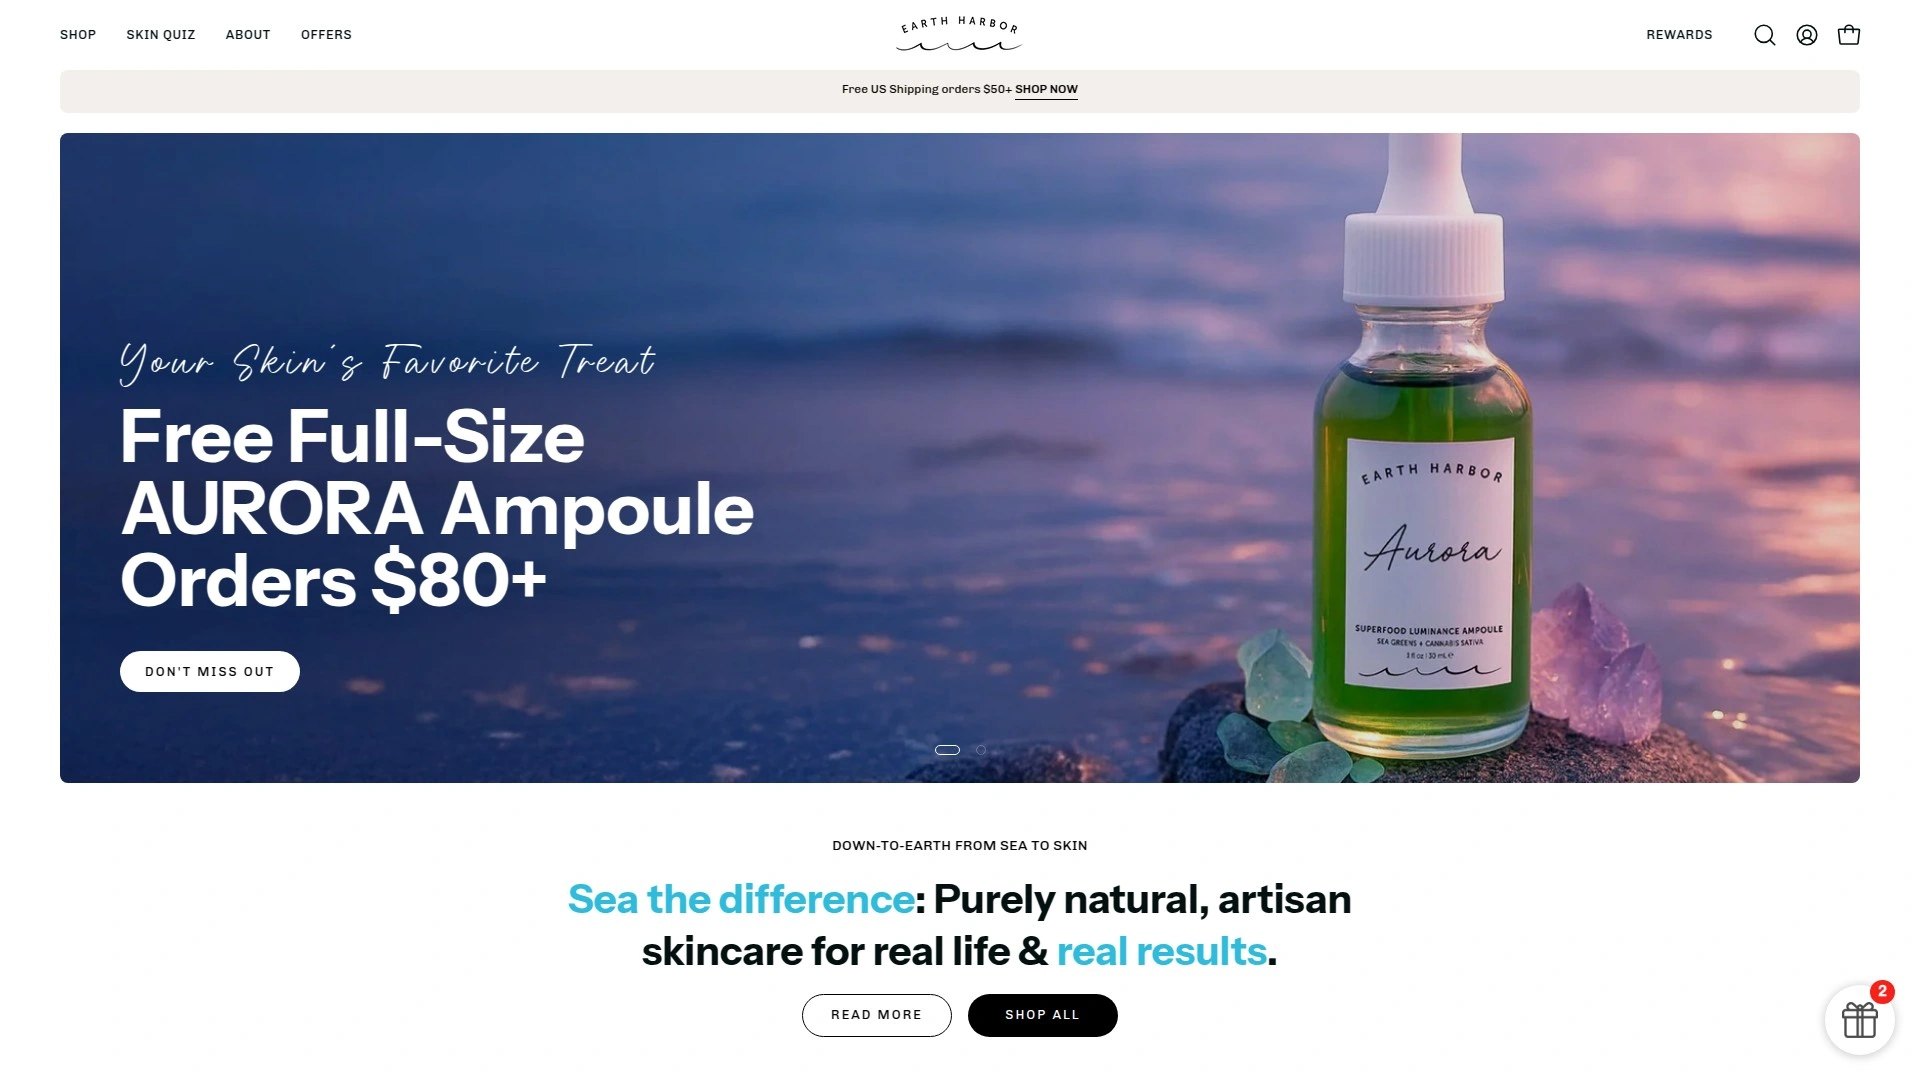 SHOP
SKIN QUIZ
ABOUT
OFFERS
EARTH HARBOR
REWARDS
Free US Shipping orders $50+ SHOP NOW
Your Skin's Favorite Treat
Free Full-Size
AURORA Ampoule
Orders $80+
DON'T MISS OUT
EARTH HARBOR
Aurora
SUPERFOOD LUMINANCE AMPOULE
SEA GREENS + CANNABIS SATIVA
1 fl oz | 30 mL e
DOWN-TO-EARTH FROM SEA TO SKIN
Sea the difference: Purely natural, artisan
skincare for real life & real results.
READ MORE
SHOP ALL
2